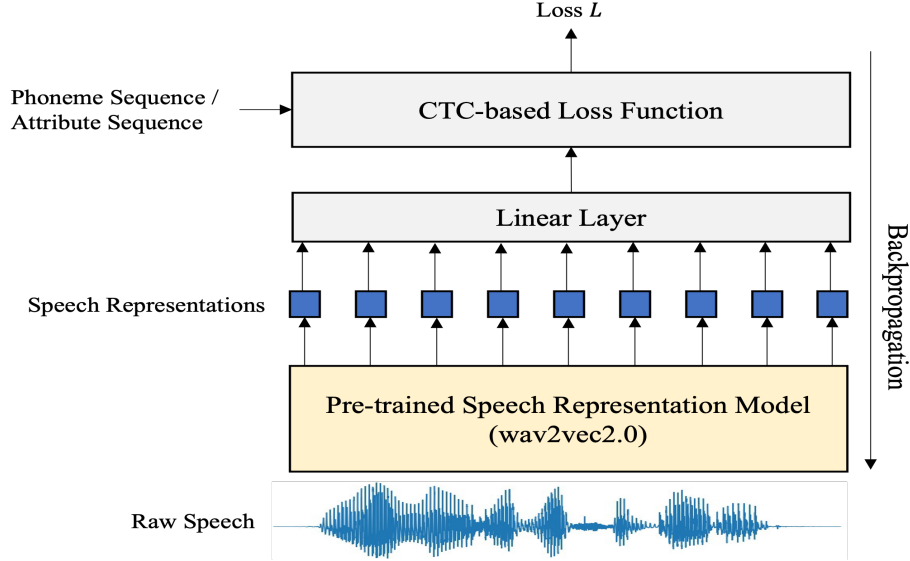 Loss L
CTC-based Loss Function
Phoneme Sequence /
Attribute Sequence
Linear Layer
Speech Representations
Pre-trained Speech Representation Model
(wav2vec2.0)
Raw Speech
Backpropagation